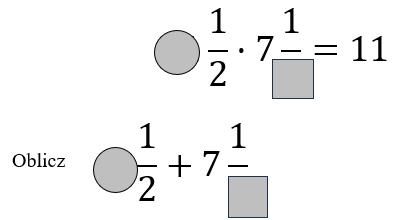 1/2 · 7 1/ = 11
Oblicz 1/2 + 7 1/